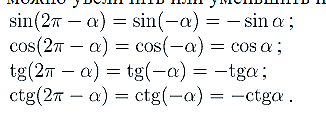 sin(2π − α) = sin(−α) = − sin α ;
cos(2π − α) = cos(−α) = cos α ;
tg(2π − α) = tg(−α) = −tgα ;
ctg(2π − α) = ctg(−α) = −ctgα .